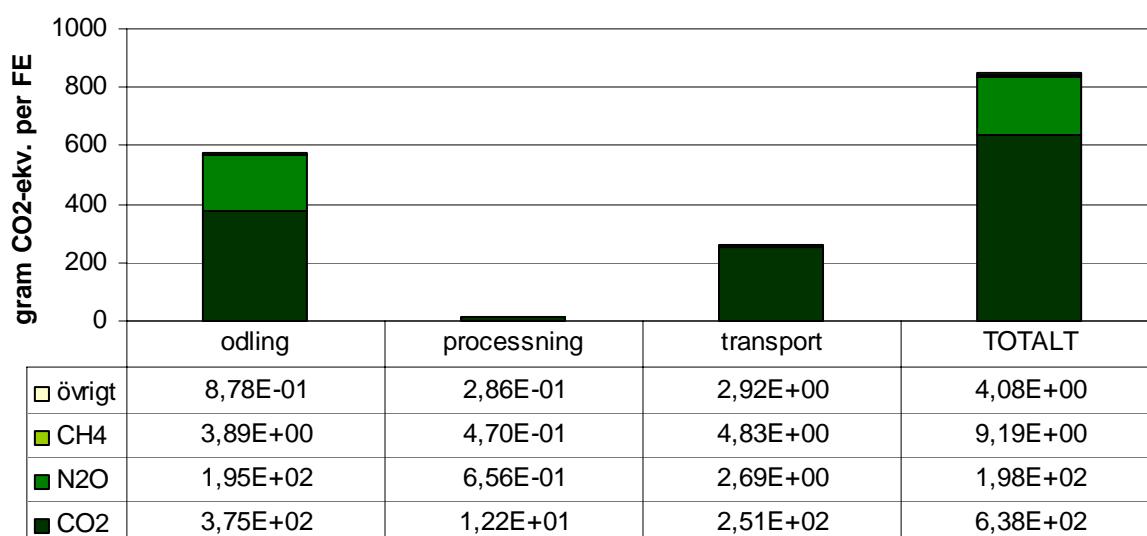 gram CO2-ekv. per FE
1000
800
600
400
200
0
odling processning transport TOTALT
övrigt 8,78E-01 2,86E-01 2,92E+00 4,08E+00
CH4 3,89E+00 4,70E-01 4,83E+00 9,19E+00
N2O 1,95E+02 6,56E-01 2,69E+00 1,98E+02
CO2 3,75E+02 1,22E+01 2,51E+02 6,38E+02